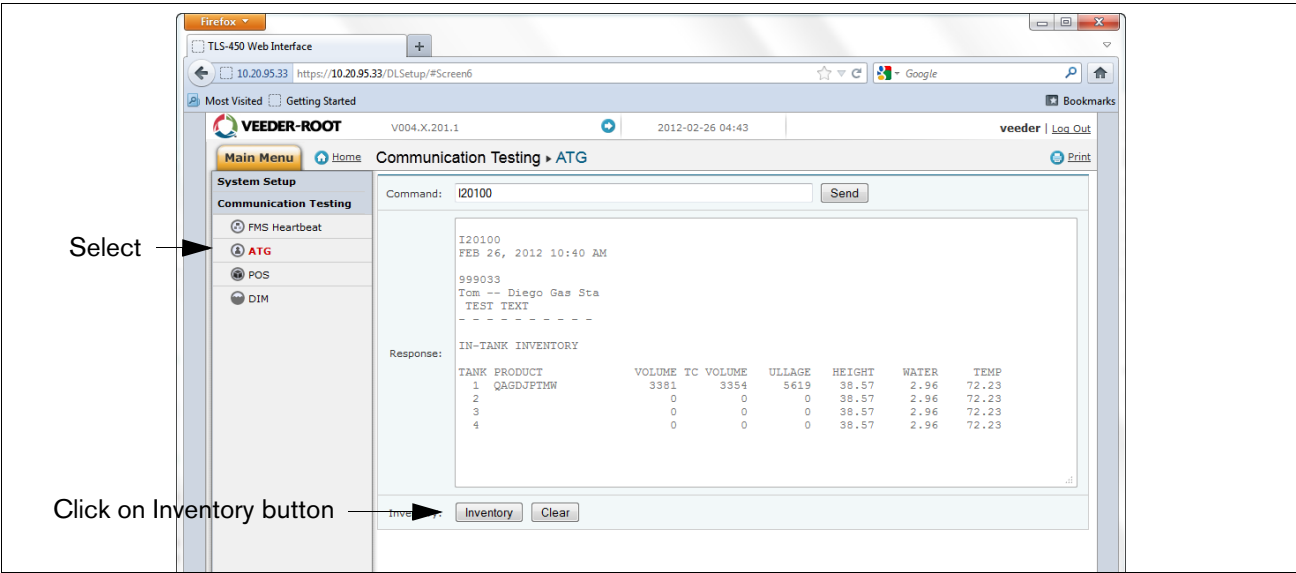 Firefox
TLS-450 Web Interface
10.20.95.33 https://10.20.95.33/DLSetup/#Screen6
Google
Most Visited Getting Started
Bookmarks
VEEDER-ROOT V004.X.201.1 2012-02-26 04:43 veeder | Log Out
Main Menu Home Communication Testing ▸ ATG Print
System Setup
Communication Testing
FMS Heartbeat
ATG
POS
DIM
Select
Command: I20100 Send
Response:
I20100
FEB 26, 2012 10:40 AM
999033
Tom -- Diego Gas Sta
TEST TEXT
- - - - - - - - - -
IN-TANK INVENTORY
TANK PRODUCT VOLUME TC VOLUME ULLAGE HEIGHT WATER TEMP
1 QAGDJPTMW 3381 3354 5619 38.57 2.96 72.23
2 0 0 0 38.57 2.96 72.23
3 0 0 0 38.57 2.96 72.23
4 0 0 0 38.57 2.96 72.23
Click on Inventory button
Inventory Clear